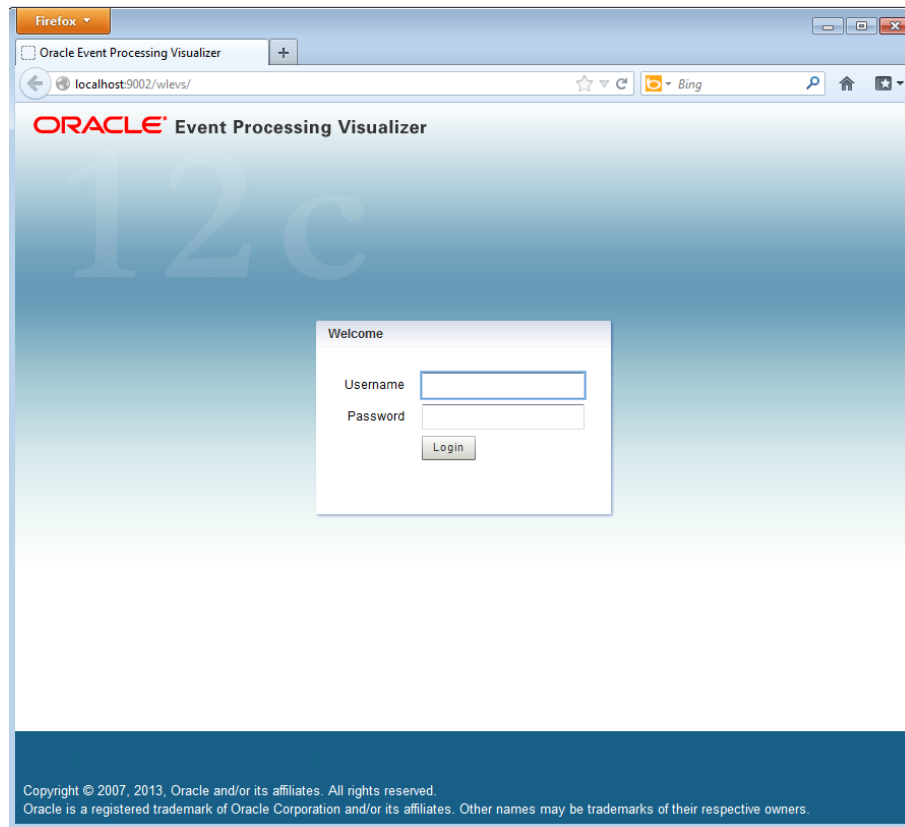 Firefox
Oracle Event Processing Visualizer
localhost:9002/wlevs/
Bing
ORACLE Event Processing Visualizer
12c
Welcome
Username
Password
Login
Copyright © 2007, 2013, Oracle and/or its affiliates. All rights reserved.
Oracle is a registered trademark of Oracle Corporation and/or its affiliates. Other names may be trademarks of their respective owners.